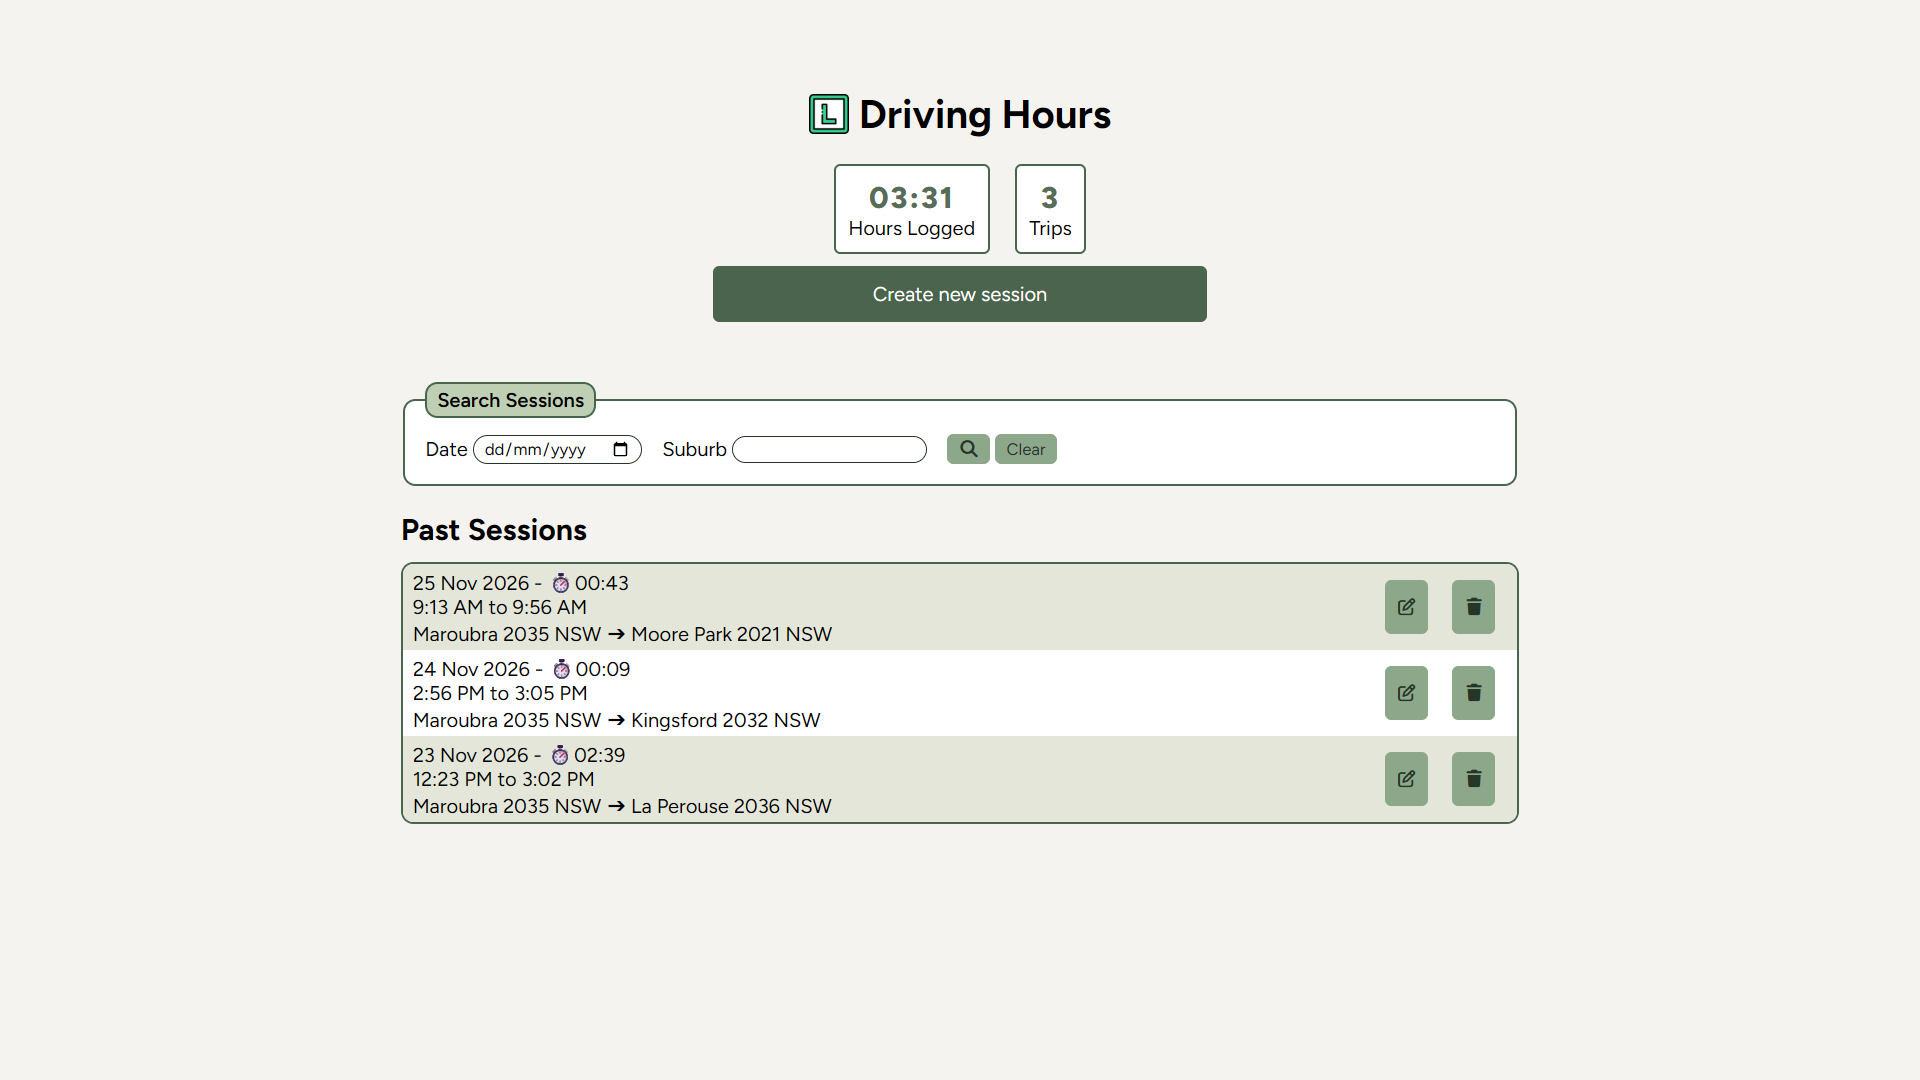 L Driving Hours
03:31
Hours Logged
3
Trips
Create new session
Search Sessions
Date dd/mm/yyyy Suburb Clear
Past Sessions
25 Nov 2026 - ⏱ 00:43
9:13 AM to 9:56 AM
Maroubra 2035 NSW ➔ Moore Park 2021 NSW
24 Nov 2026 - ⏱ 00:09
2:56 PM to 3:05 PM
Maroubra 2035 NSW ➔ Kingsford 2032 NSW
23 Nov 2026 - ⏱ 02:39
12:23 PM to 3:02 PM
Maroubra 2035 NSW ➔ La Perouse 2036 NSW